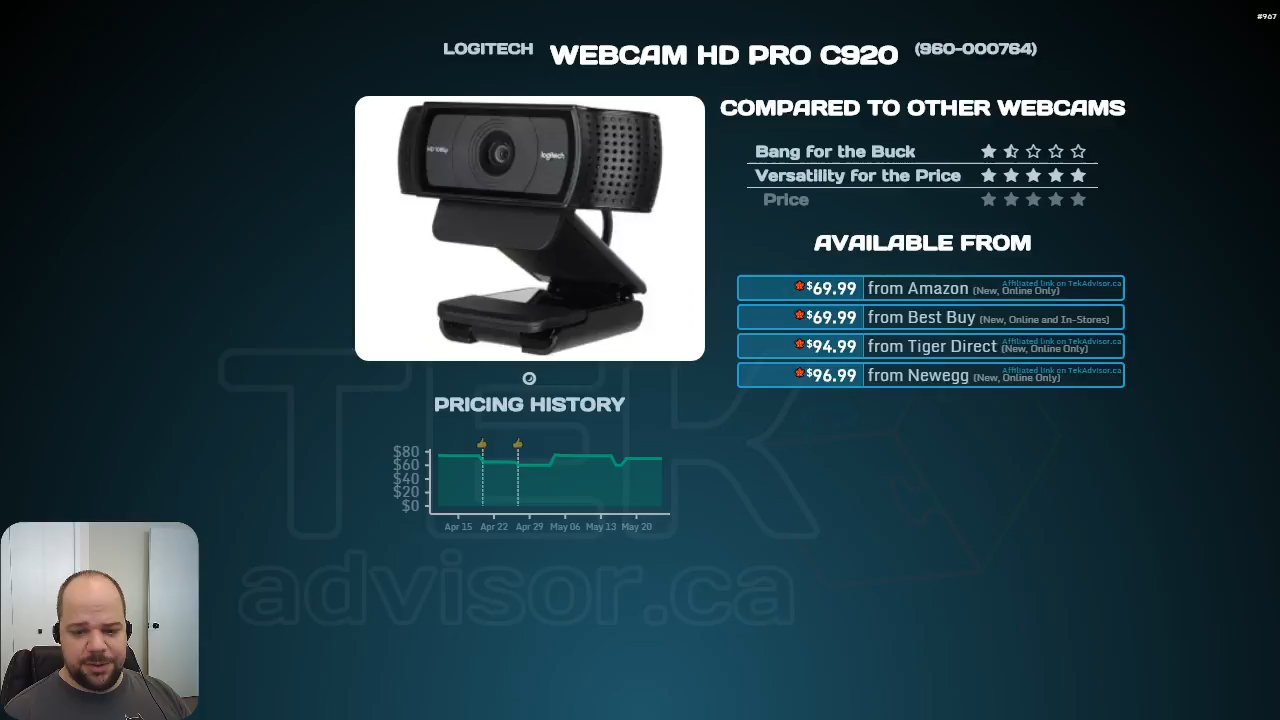 #967
LOGITECH WEBCAM HD PRO C920 (960-000764)
HD 1080p
logitech
COMPARED TO OTHER WEBCAMS
Bang for the Buck
Versatility for the Price
Price
AVAILABLE FROM
$69.99 from Amazon (New, Online Only) Affiliated link on TekAdvisor.ca
$69.99 from Best Buy (New, Online and In-Stores)
$94.99 from Tiger Direct (New, Online Only) Affiliated link on TekAdvisor.ca
$96.99 from Newegg (New, Online Only) Affiliated link on TekAdvisor.ca
PRICING HISTORY
$80
$60
$40
$20
$0
Apr 15 Apr 22 Apr 29 May 06 May 13 May 20
TEK
advisor.ca